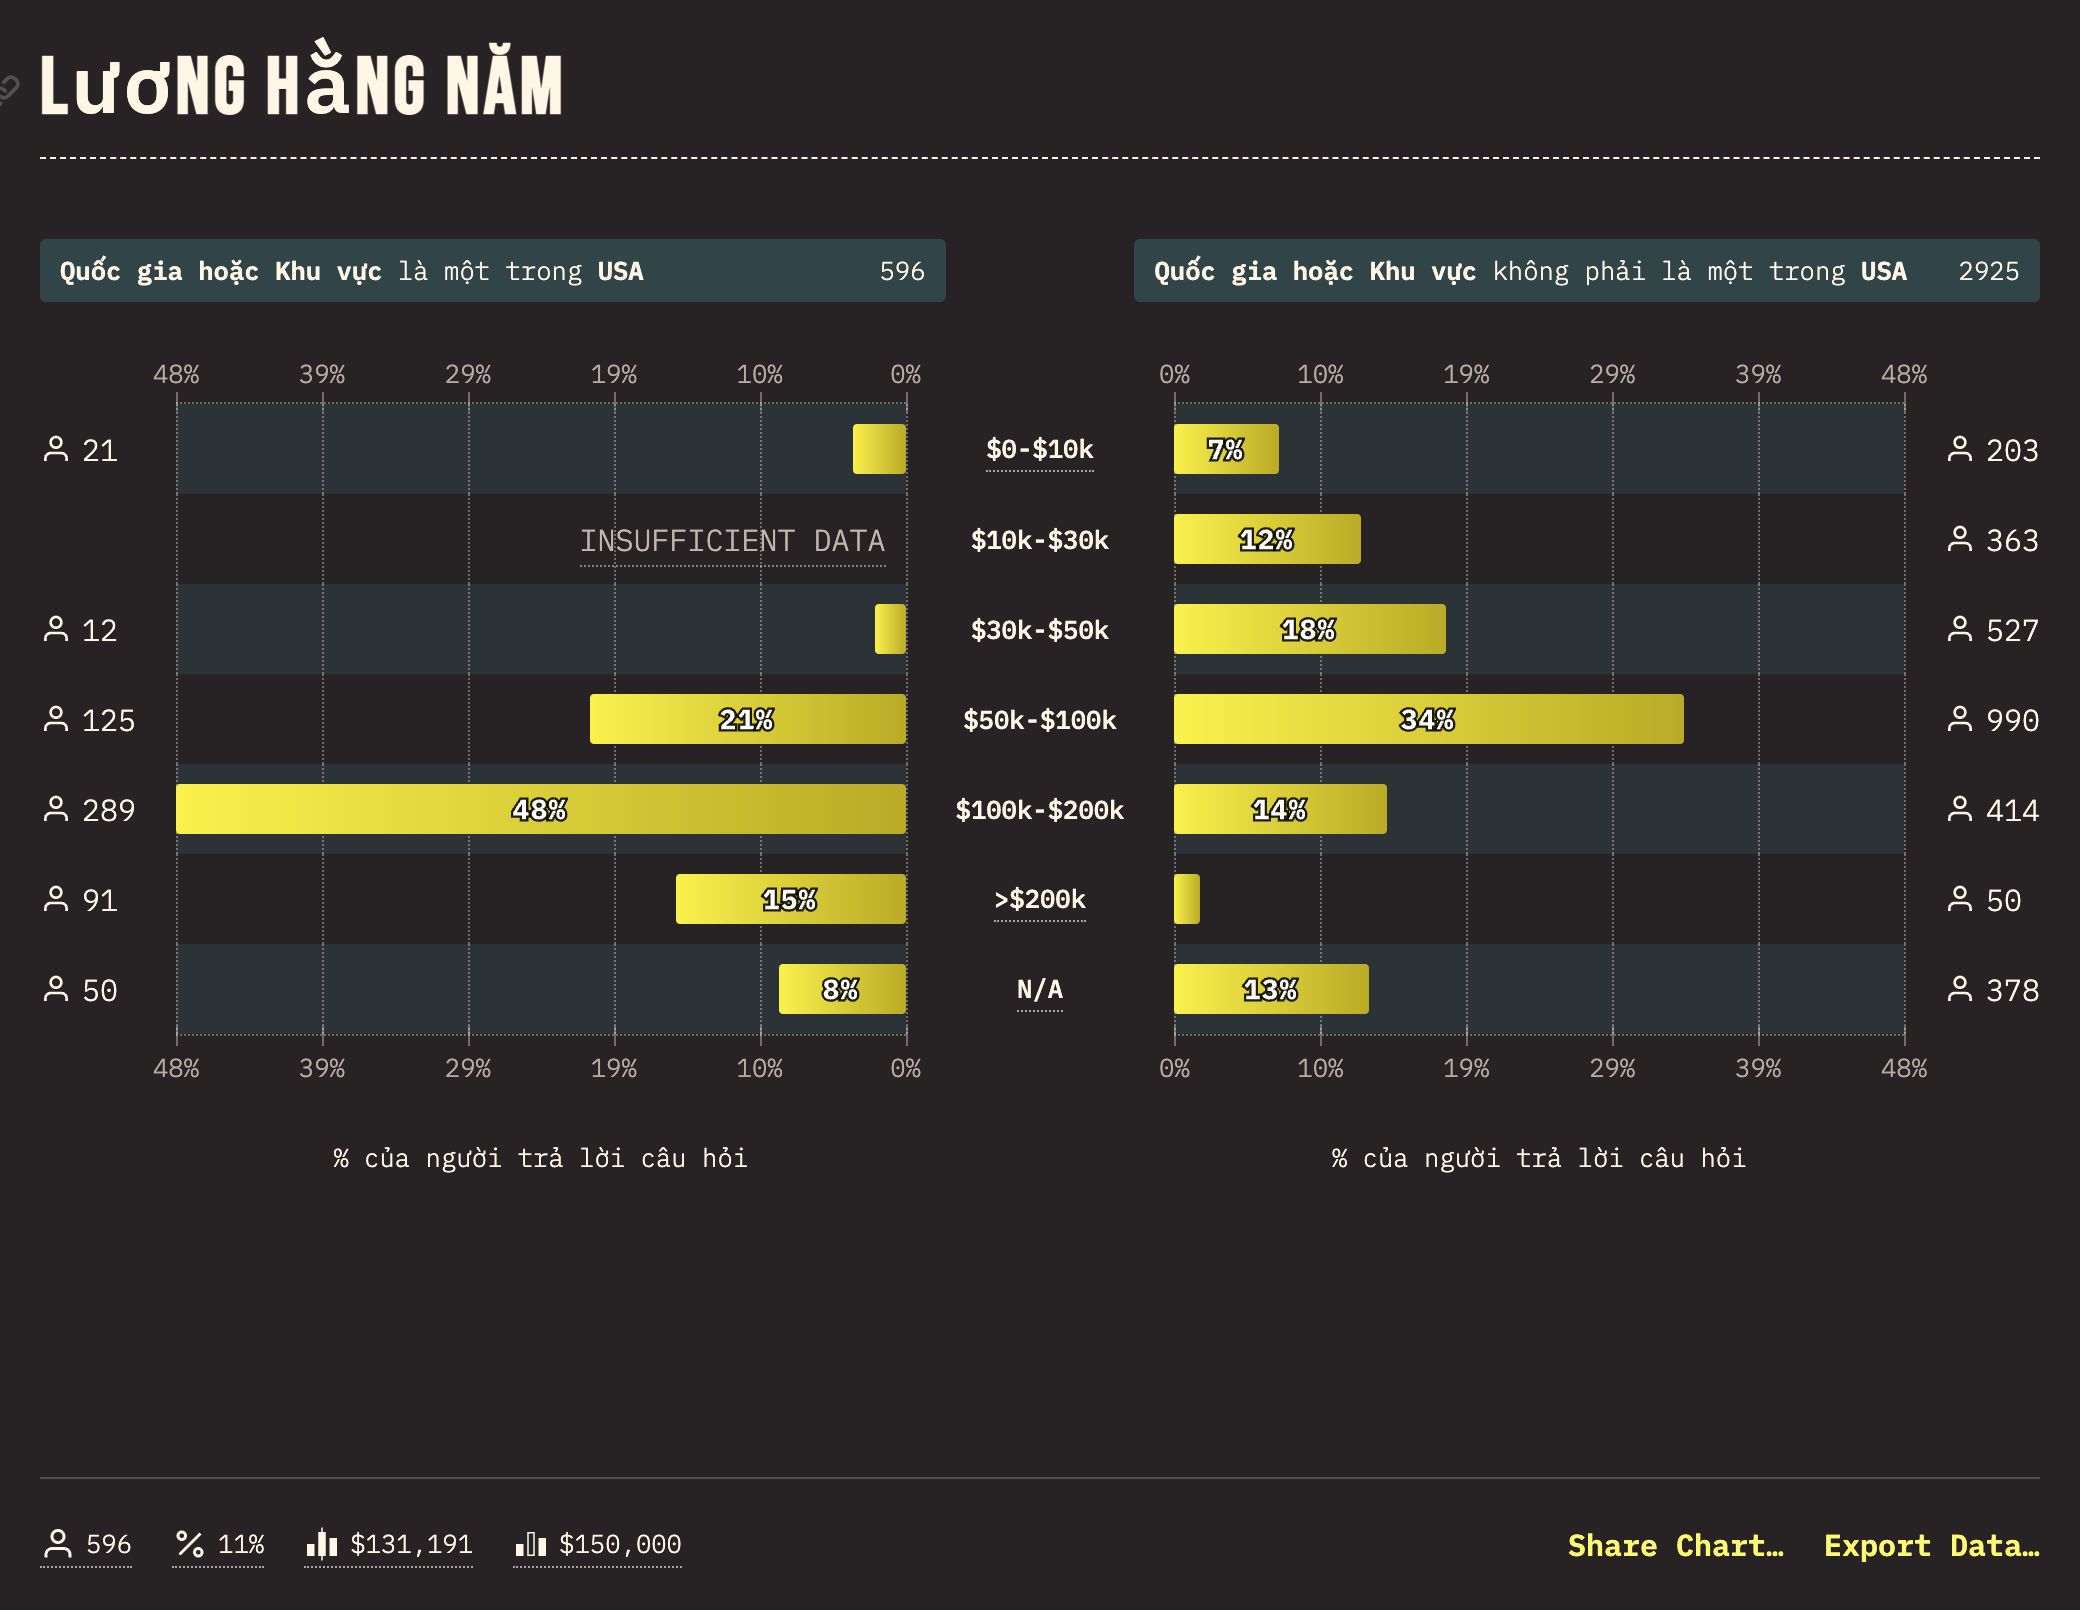 LươNG HằNG NĂM
Quốc gia hoặc Khu vực là một trong USA 596
Quốc gia hoặc Khu vực không phải là một trong USA 2925
48% 39% 29% 19% 10% 0%
0% 10% 19% 29% 39% 48%
21 $0-$10k 7% 203
INSUFFICIENT DATA $10k-$30k 12% 363
12 $30k-$50k 18% 527
125 21% $50k-$100k 34% 990
289 48% $100k-$200k 14% 414
91 15% >$200k 50
50 8% N/A 13% 378
48% 39% 29% 19% 10% 0%
0% 10% 19% 29% 39% 48%
% của người trả lời câu hỏi
% của người trả lời câu hỏi
596 % 11% $131,191 $150,000
Share Chart… Export Data…